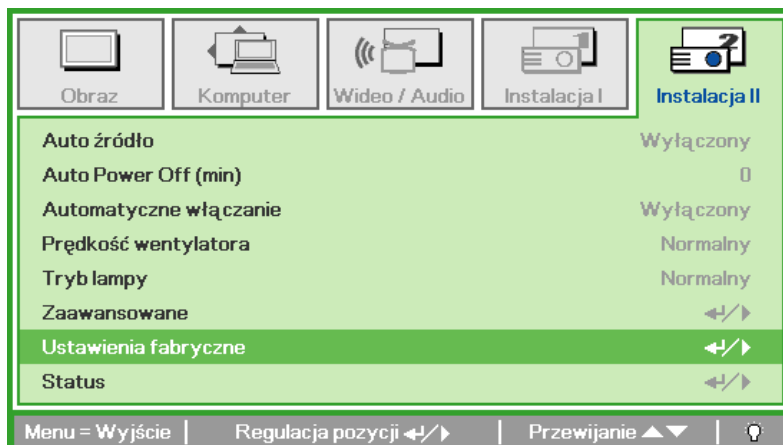 Obraz Komputer Wideo / Audio Instalacja I Instalacja II
Auto źródło Wyłączony
Auto Power Off (min) 0
Automatyczne włączanie Wyłączony
Prędkość wentylatora Normalny
Tryb lampy Normalny
Zaawansowane
Ustawienia fabryczne
Status
Menu = Wyjście | Regulacja pozycji ↵/▶ | Przewijanie ▲▼ |